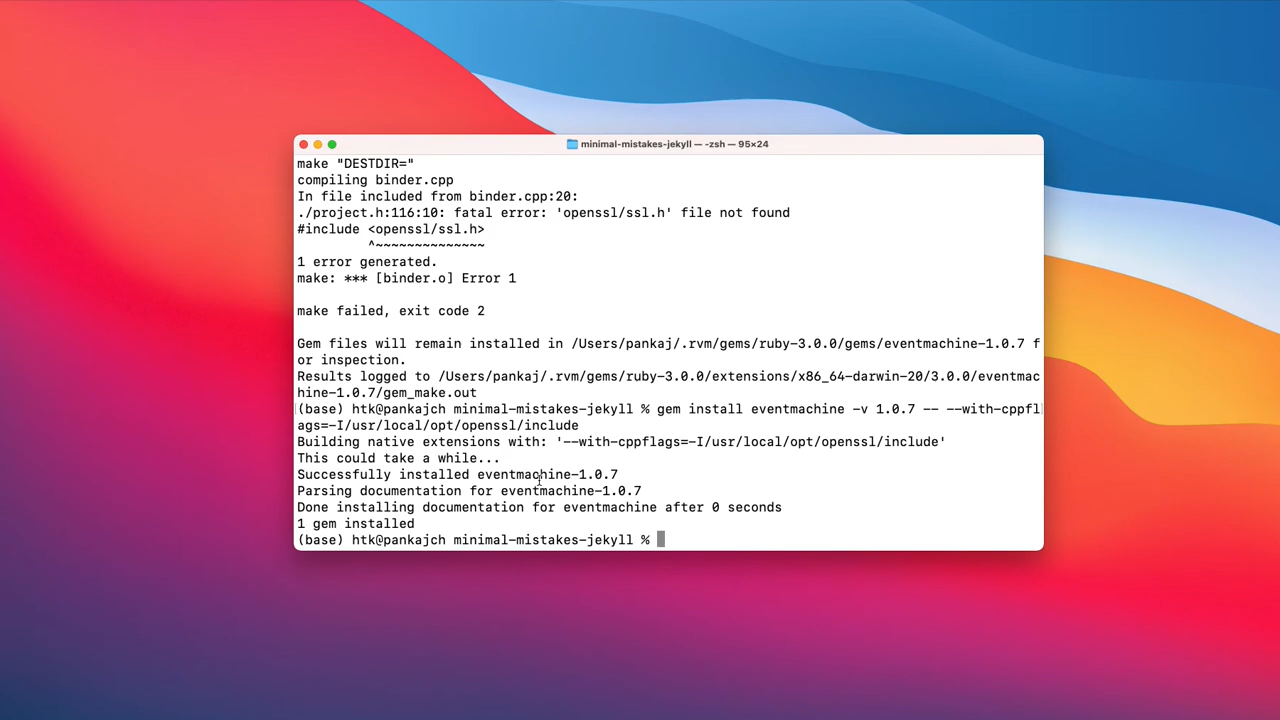 minimal-mistakes-jekyll — -zsh — 95×24
make "DESTDIR="
compiling binder.cpp
In file included from binder.cpp:20:
./project.h:116:10: fatal error: 'openssl/ssl.h' file not found
#include <openssl/ssl.h>
         ^~~~~~~~~~~~~~~
1 error generated.
make: *** [binder.o] Error 1
make failed, exit code 2
Gem files will remain installed in /Users/pankaj/.rvm/gems/ruby-3.0.0/gems/eventmachine-1.0.7 f
or inspection.
Results logged to /Users/pankaj/.rvm/gems/ruby-3.0.0/extensions/x86_64-darwin-20/3.0.0/eventmac
hine-1.0.7/gem_make.out
(base) htk@pankajch minimal-mistakes-jekyll % gem install eventmachine -v 1.0.7 -- --with-cppfl
ags=-I/usr/local/opt/openssl/include
Building native extensions with: '--with-cppflags=-I/usr/local/opt/openssl/include'
This could take a while...
Successfully installed eventmachine-1.0.7
Parsing documentation for eventmachine-1.0.7
Done installing documentation for eventmachine after 0 seconds
1 gem installed
(base) htk@pankajch minimal-mistakes-jekyll %